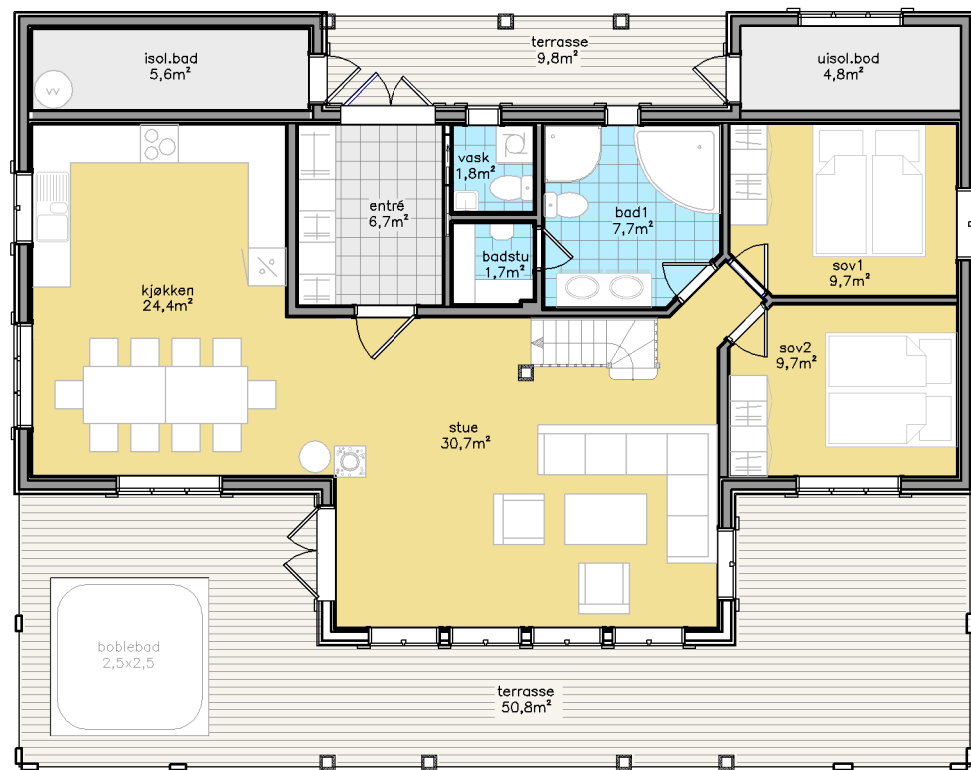 terrasse
9,8m²
isol.bad
5,6m²
uisol.bod
4,8m²
VV
vask
1,8m²
entré
6,7m²
bad1
7,7m²
badstu
1,7m²
sov1
9,7m²
kjøkken
24,4m²
sov2
9,7m²
stue
30,7m²
boblebad
2,5x2,5
terrasse
50,8m²